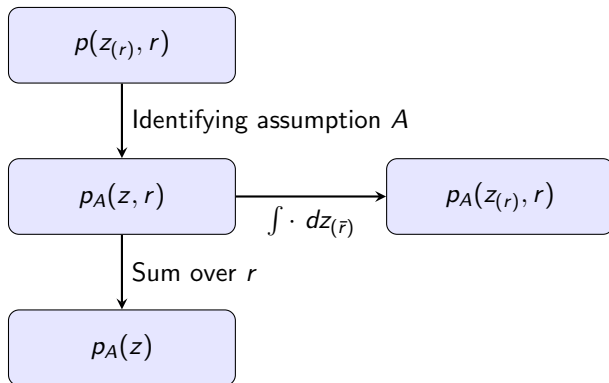 p(z_{(r)}, r)
Identifying assumption A
p_A(z, r)
∫ · dz_{(r̄)}
p_A(z_{(r)}, r)
Sum over r
p_A(z)